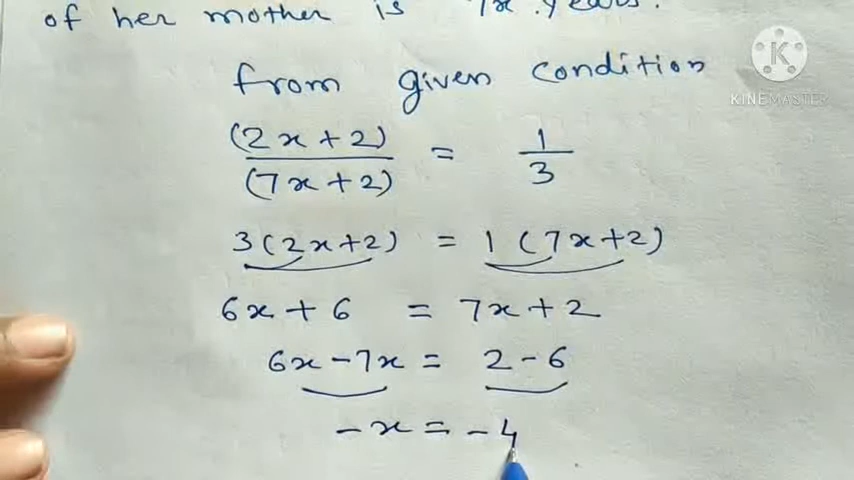 of her mother is 7x years.
from given condition
KINEMASTER
(2x+2)/(7x+2) = 1/3
3(2x+2) = 1(7x+2)
6x+6 = 7x+2
6x-7x = 2-6
-x = -4